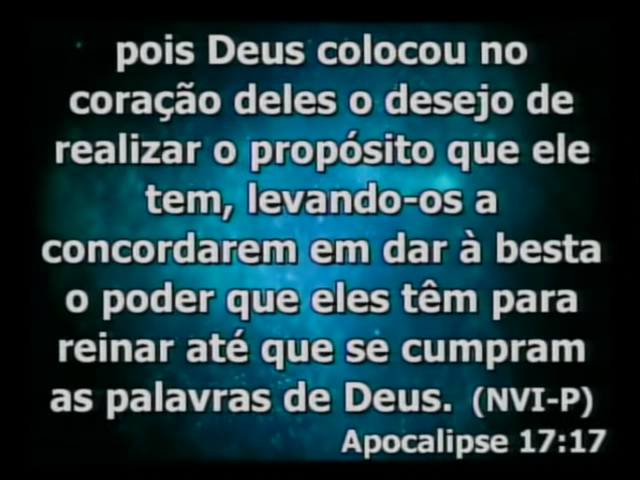 pois Deus colocou no
coração deles o desejo de
realizar o propósito que ele
tem, levando-os a
concordarem em dar à besta
o poder que eles têm para
reinar até que se cumpram
as palavras de Deus. (NVI-P)
Apocalipse 17:17